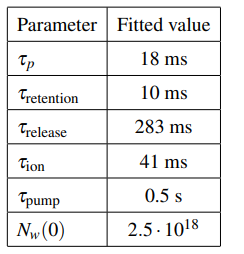 Parameter Fitted value
τp 18 ms
τretention 10 ms
τrelease 283 ms
τion 41 ms
τpump 0.5 s
Nw(0) 2.5 · 10^18